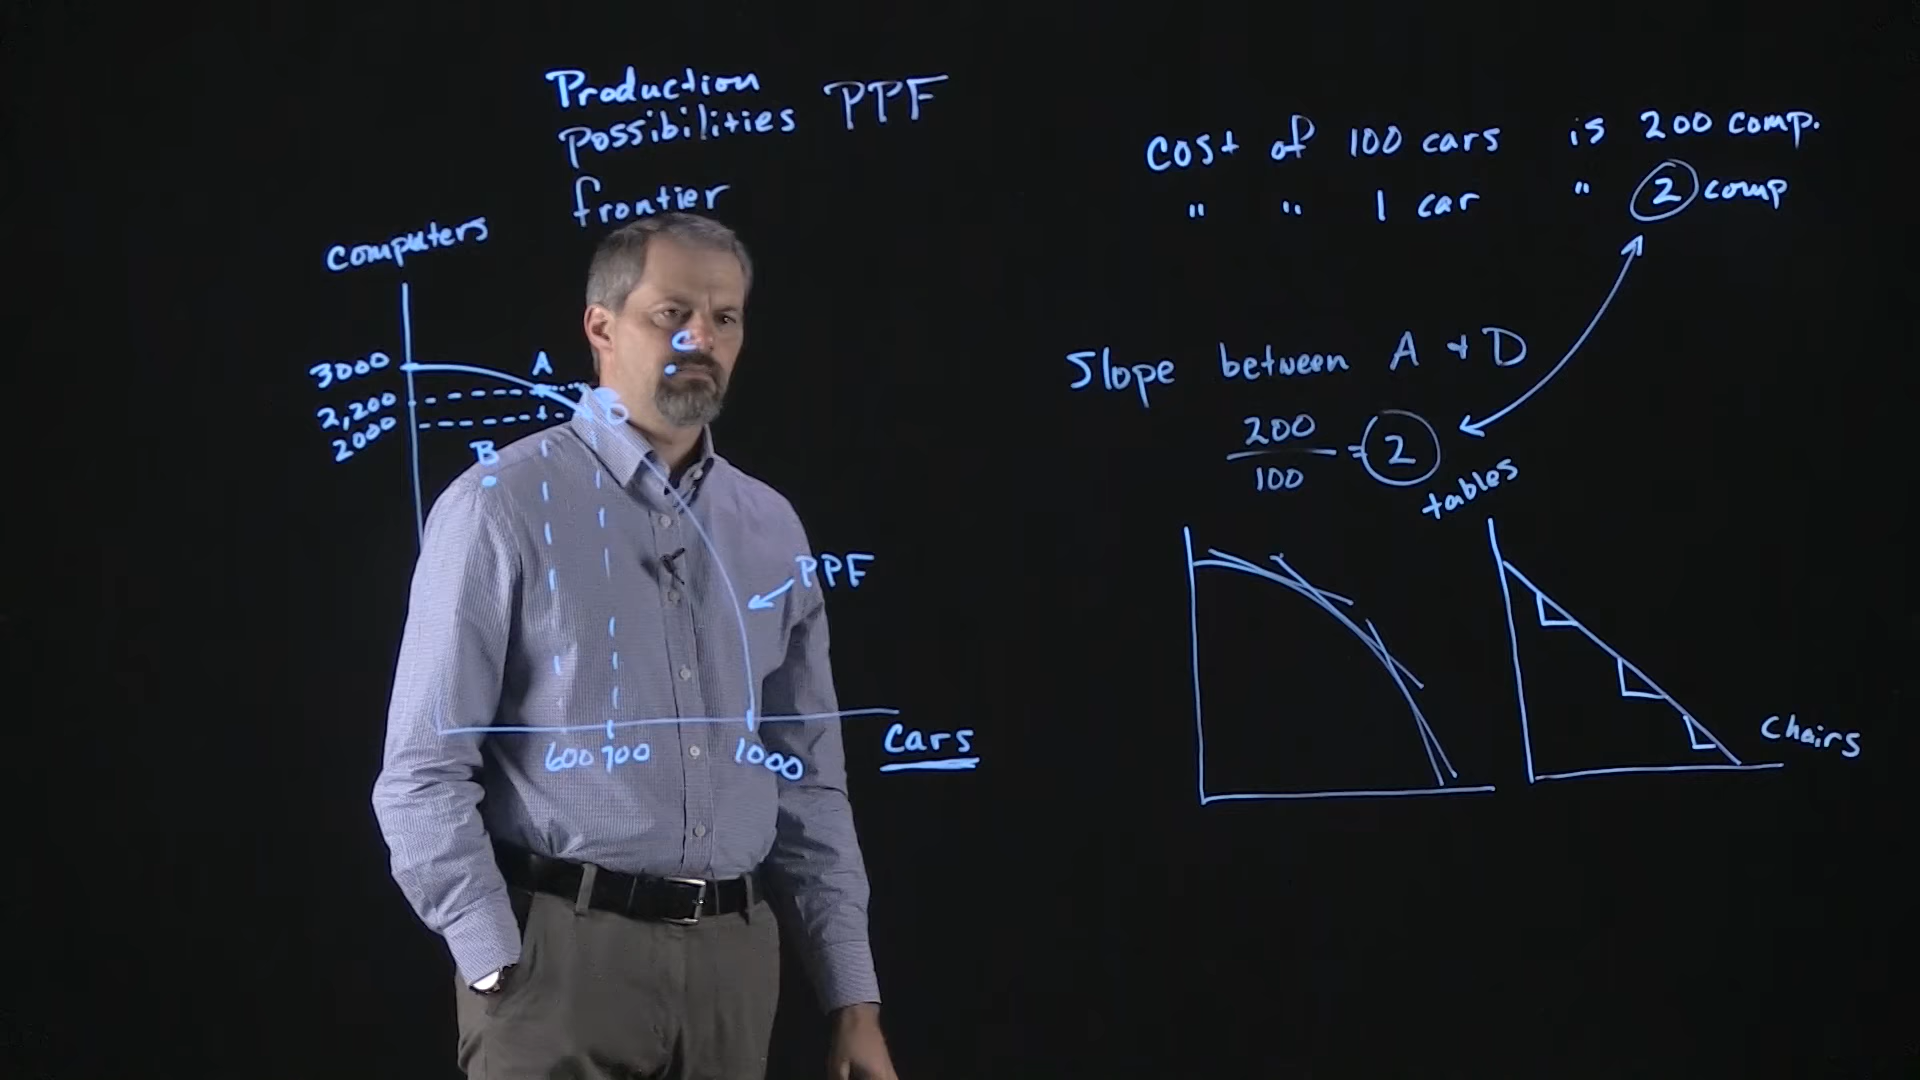 Production
possibilities PPF
frontier
Computers
3000
2,200
2000
A
B
C
D
PPF
600 700 1000
Cars
Cost of 100 cars is 200 comp.
" " 1 car " 2 comp
Slope between A + D
200
100
= 2
tables
Chairs